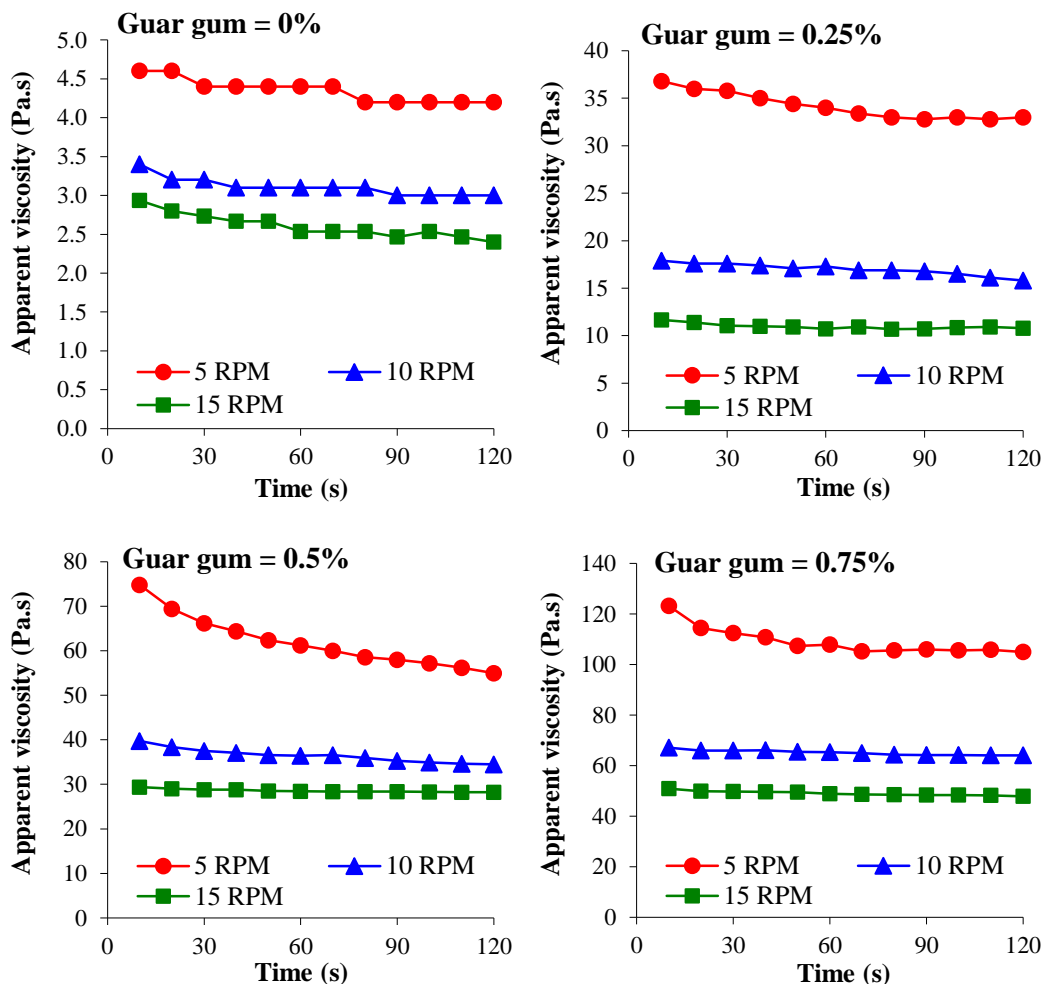 Guar gum = 0%
Apparent viscosity (Pa.s)
5.0
4.5
4.0
3.5
3.0
2.5
2.0
1.5
1.0
0.5
0.0
5 RPM
10 RPM
15 RPM
0 30 60 90 120
Time (s)
Guar gum = 0.25%
Apparent viscosity (Pa.s)
40
35
30
25
20
15
10
5
0
5 RPM
10 RPM
15 RPM
0 30 60 90 120
Time (s)
Guar gum = 0.5%
Apparent viscosity (Pa.s)
80
70
60
50
40
30
20
10
0
5 RPM
10 RPM
15 RPM
0 30 60 90 120
Time (s)
Guar gum = 0.75%
Apparent viscosity (Pa.s)
140
120
100
80
60
40
20
0
5 RPM
10 RPM
15 RPM
0 30 60 90 120
Time (s)